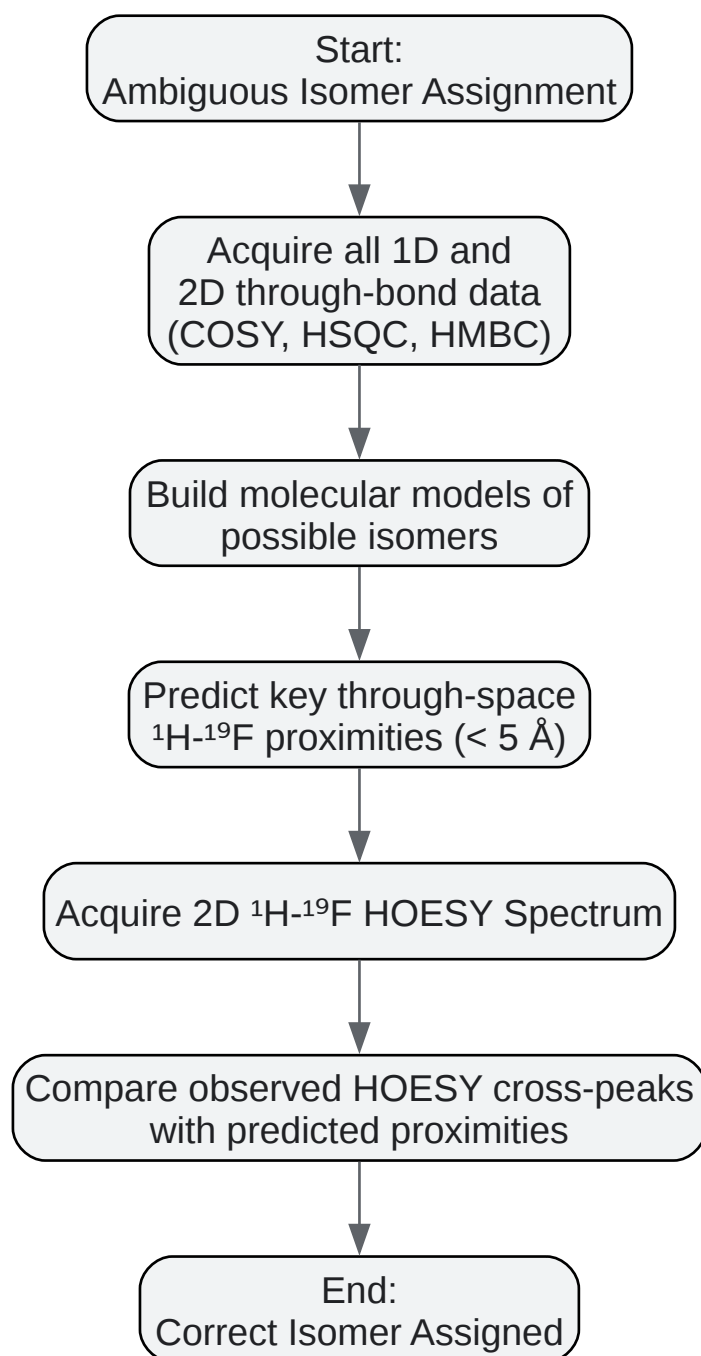 Start:
Ambiguous Isomer Assignment
Acquire all 1D and
2D through-bond data
(COSY, HSQC, HMBC)
Build molecular models of
possible isomers
Predict key through-space
¹H-¹⁹F proximities (< 5 Å)
Acquire 2D ¹H-¹⁹F HOESY Spectrum
Compare observed HOESY cross-peaks
with predicted proximities
End:
Correct Isomer Assigned